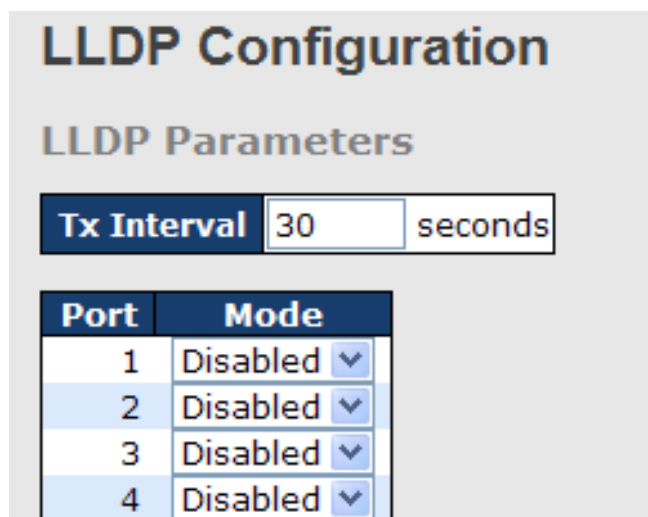 LLDP Configuration
LLDP Parameters
Tx Interval 30 seconds
Port Mode
1 Disabled
2 Disabled
3 Disabled
4 Disabled